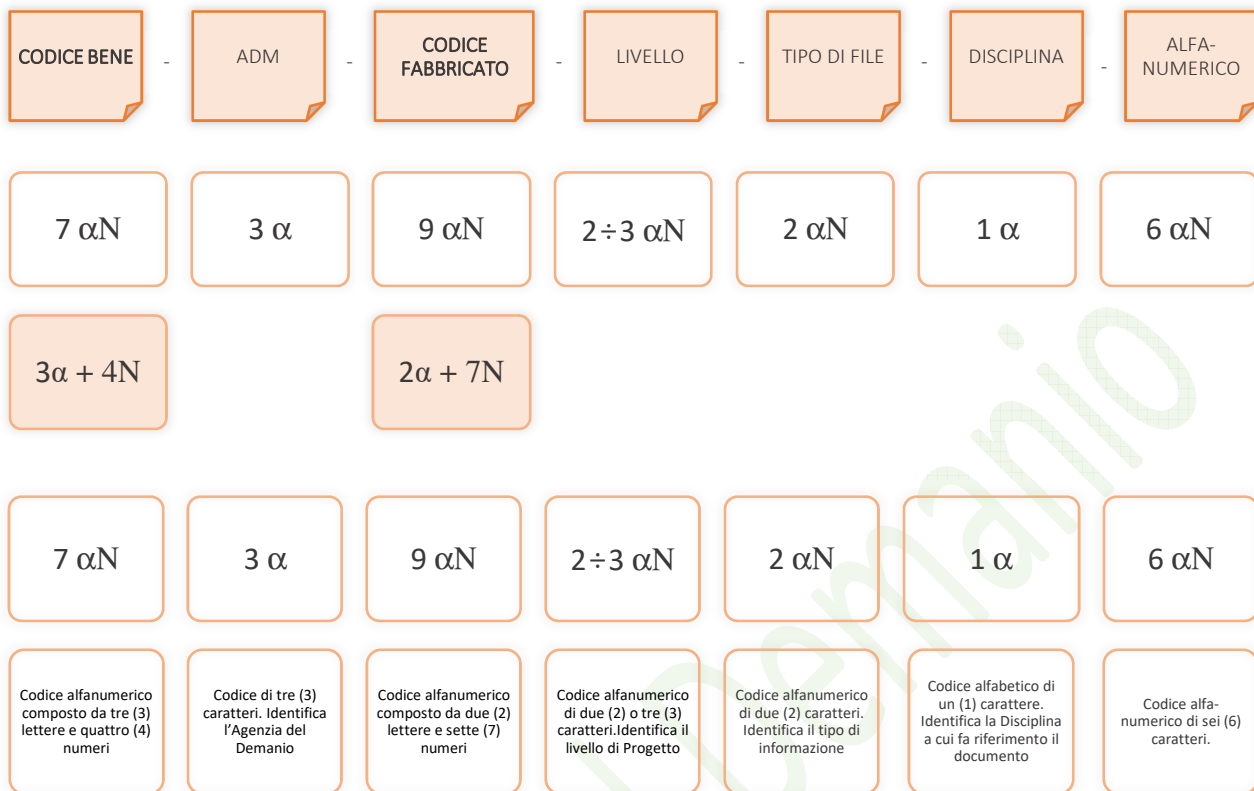 CODICE BENE - ADM - CODICE FABBRICATO - LIVELLO - TIPO DI FILE - DISCIPLINA - ALFA-NUMERICO
7 αN
3 α
9 αN
2÷3 αN
2 αN
1 α
6 αN
3α + 4N
2α + 7N
7 αN
3 α
9 αN
2÷3 αN
2 αN
1 α
6 αN
Codice alfanumerico
composto da tre (3)
lettere e quattro (4)
numeri
Codice di tre (3)
caratteri. Identifica
l’Agenzia del
Demanio
Codice alfanumerico
composto da due (2)
lettere e sette (7)
numeri
Codice alfanumerico
di due (2) o tre (3)
caratteri.Identifica il
livello di Progetto
Codice alfanumerico
di due (2) caratteri.
Identifica il tipo di
informazione
Codice alfabetico di
un (1) carattere.
Identifica la Disciplina
a cui fa riferimento il
documento
Codice alfa-
numerico di sei (6)
caratteri.
Demanio